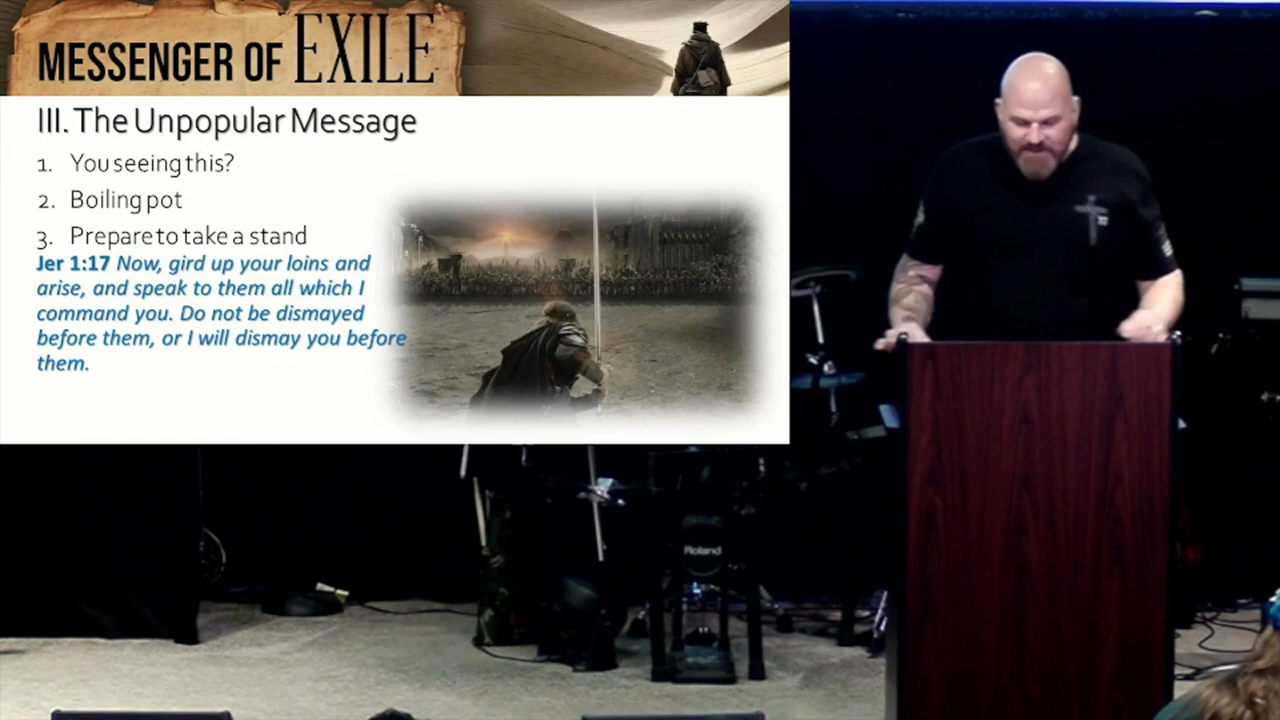 MESSENGER OF EXILE
III. The Unpopular Message
1. You seeing this?
2. Boiling pot
3. Prepare to take a stand
Jer 1:17 Now, gird up your loins and
arise, and speak to them all which I
command you. Do not be dismayed
before them, or I will dismay you before
them.
Roland